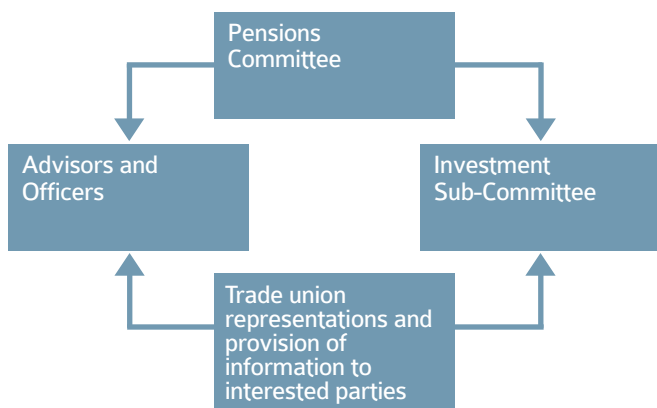 Pensions
Committee
Advisors and
Officers
Investment
Sub-Committee
Trade union
representations and
provision of
information to
interested parties